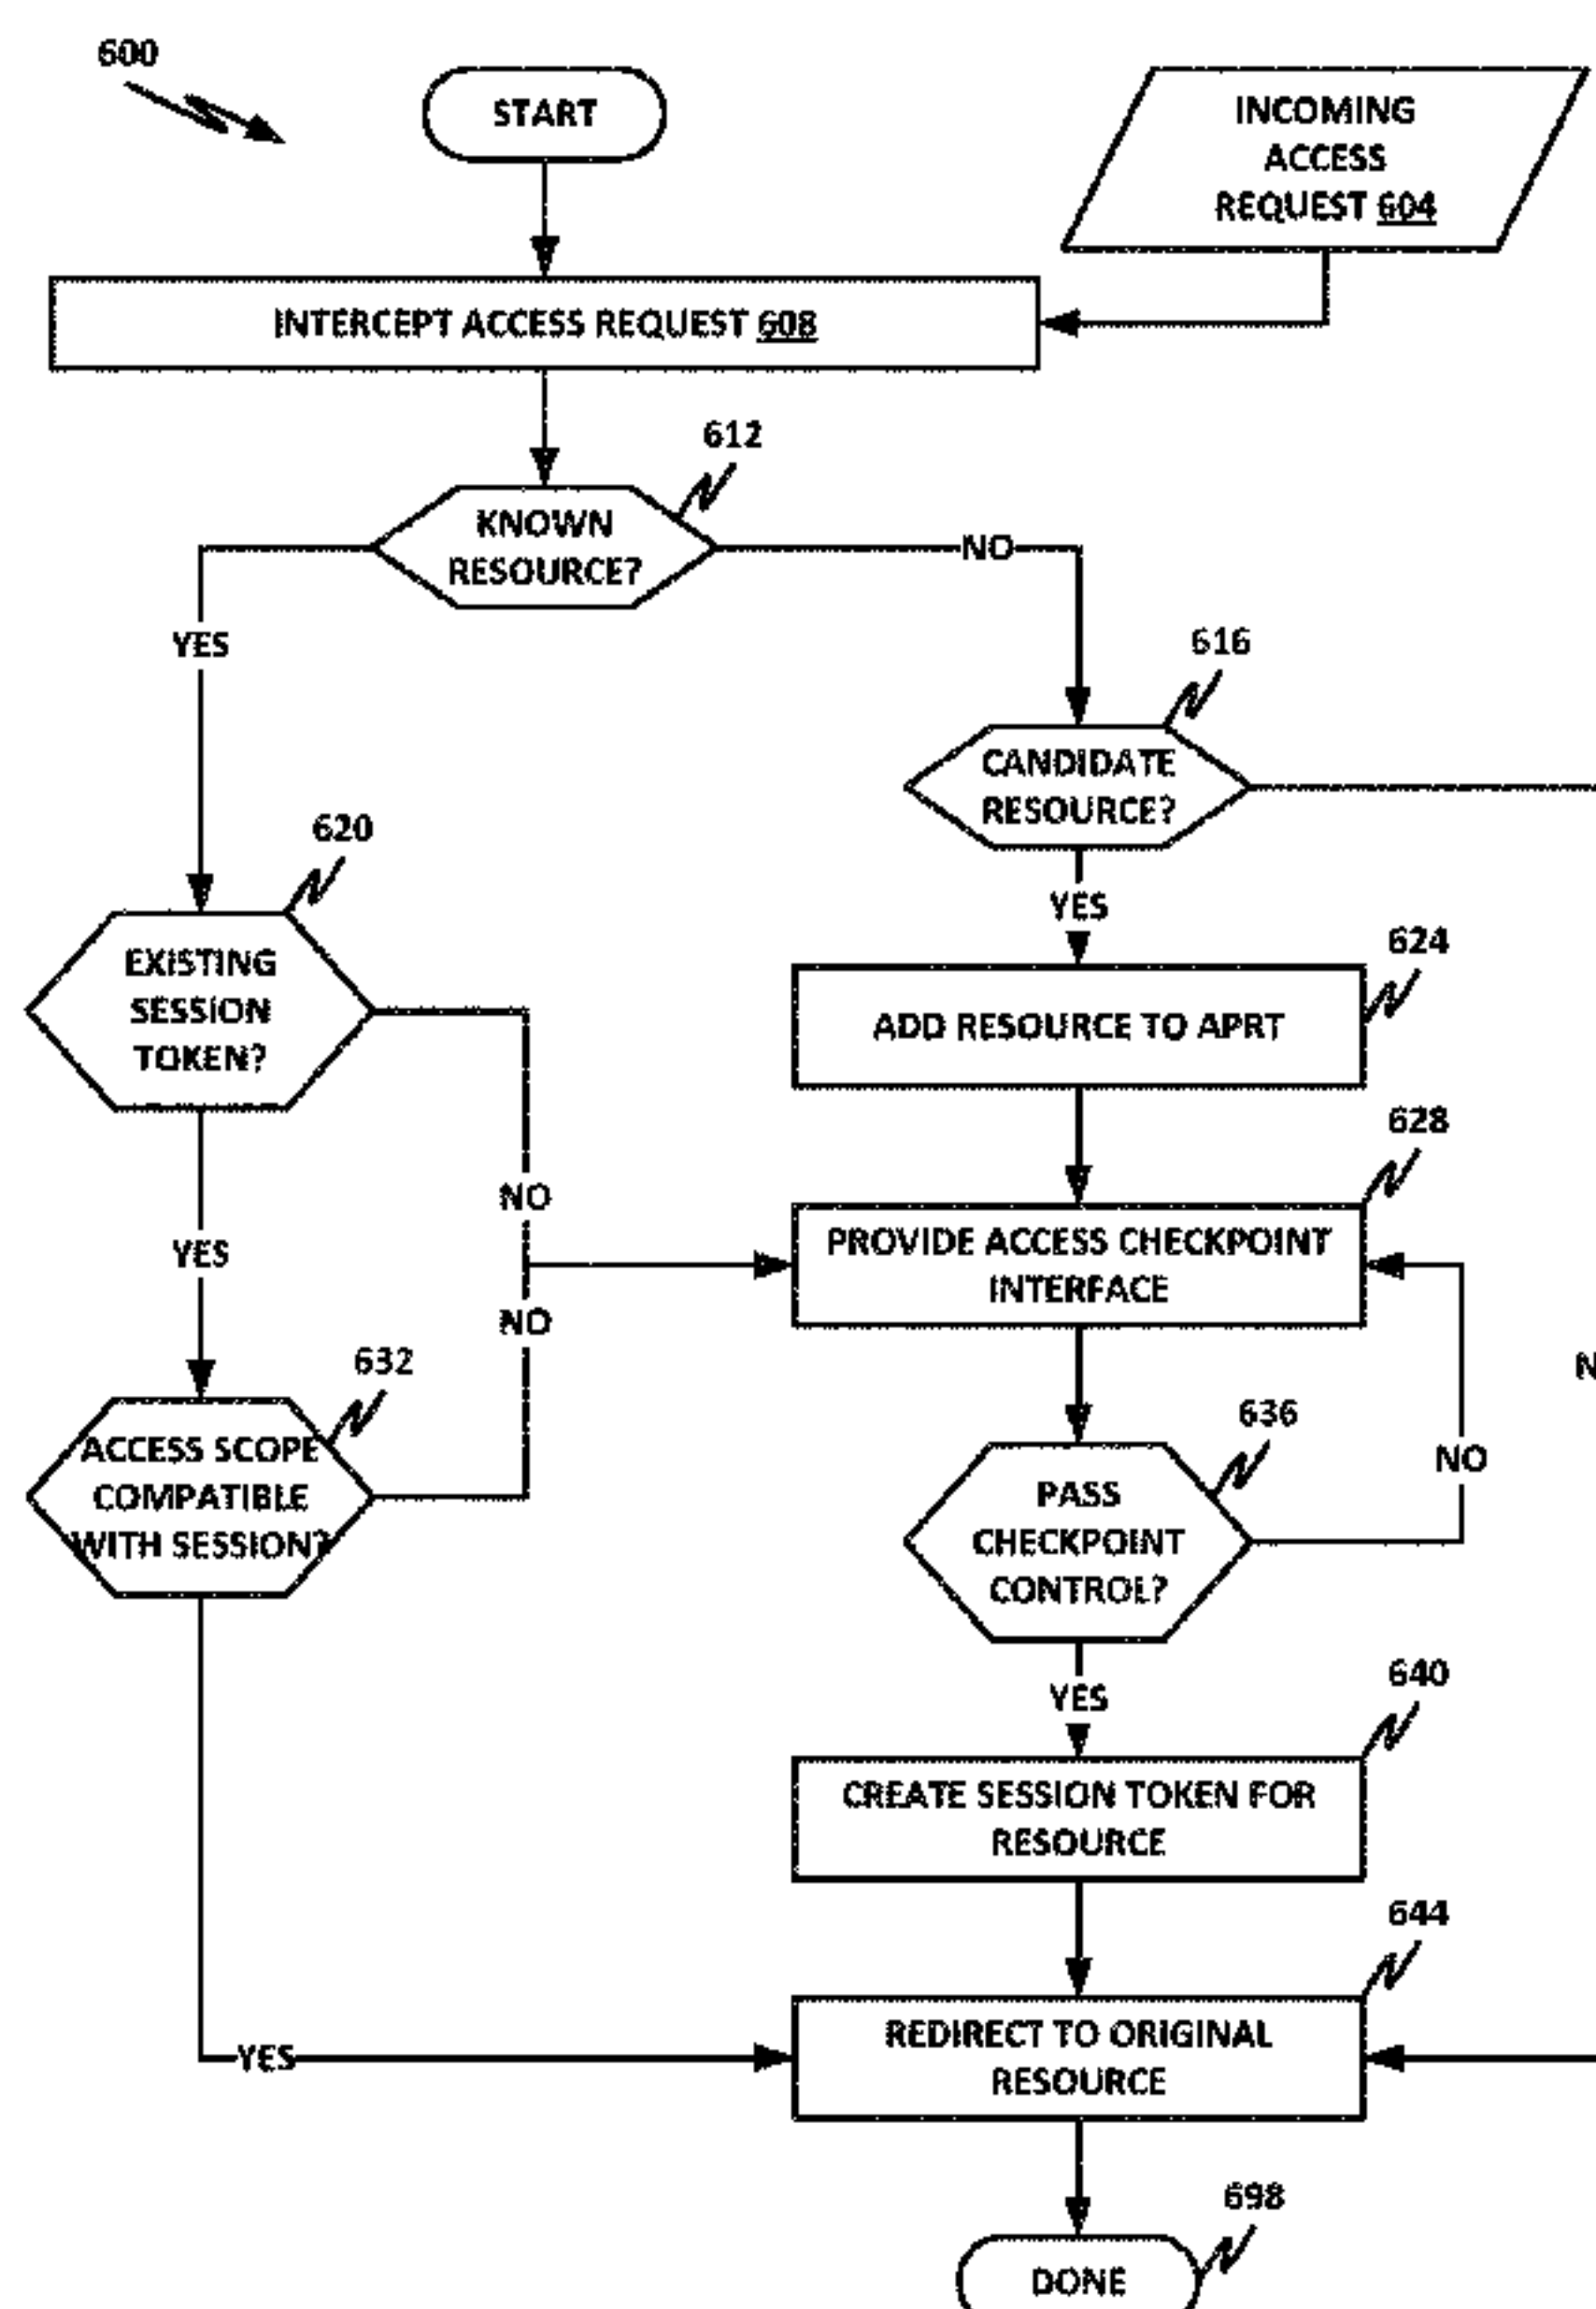 600
START
INCOMING
ACCESS
REQUEST 604
INTERCEPT ACCESS REQUEST 608
612
KNOWN
RESOURCE?
NO
YES
616
CANDIDATE
RESOURCE?
620
YES
EXISTING
SESSION
TOKEN?
624
ADD RESOURCE TO APRT
628
NO
PROVIDE ACCESS CHECKPOINT
INTERFACE
YES
NO
632
N
636
ACCESS SCOPE
COMPATIBLE
WITH SESSION?
NO
PASS
CHECKPOINT
CONTROL?
640
YES
CREATE SESSION TOKEN FOR
RESOURCE
644
REDIRECT TO ORIGINAL
RESOURCE
YES
698
DONE